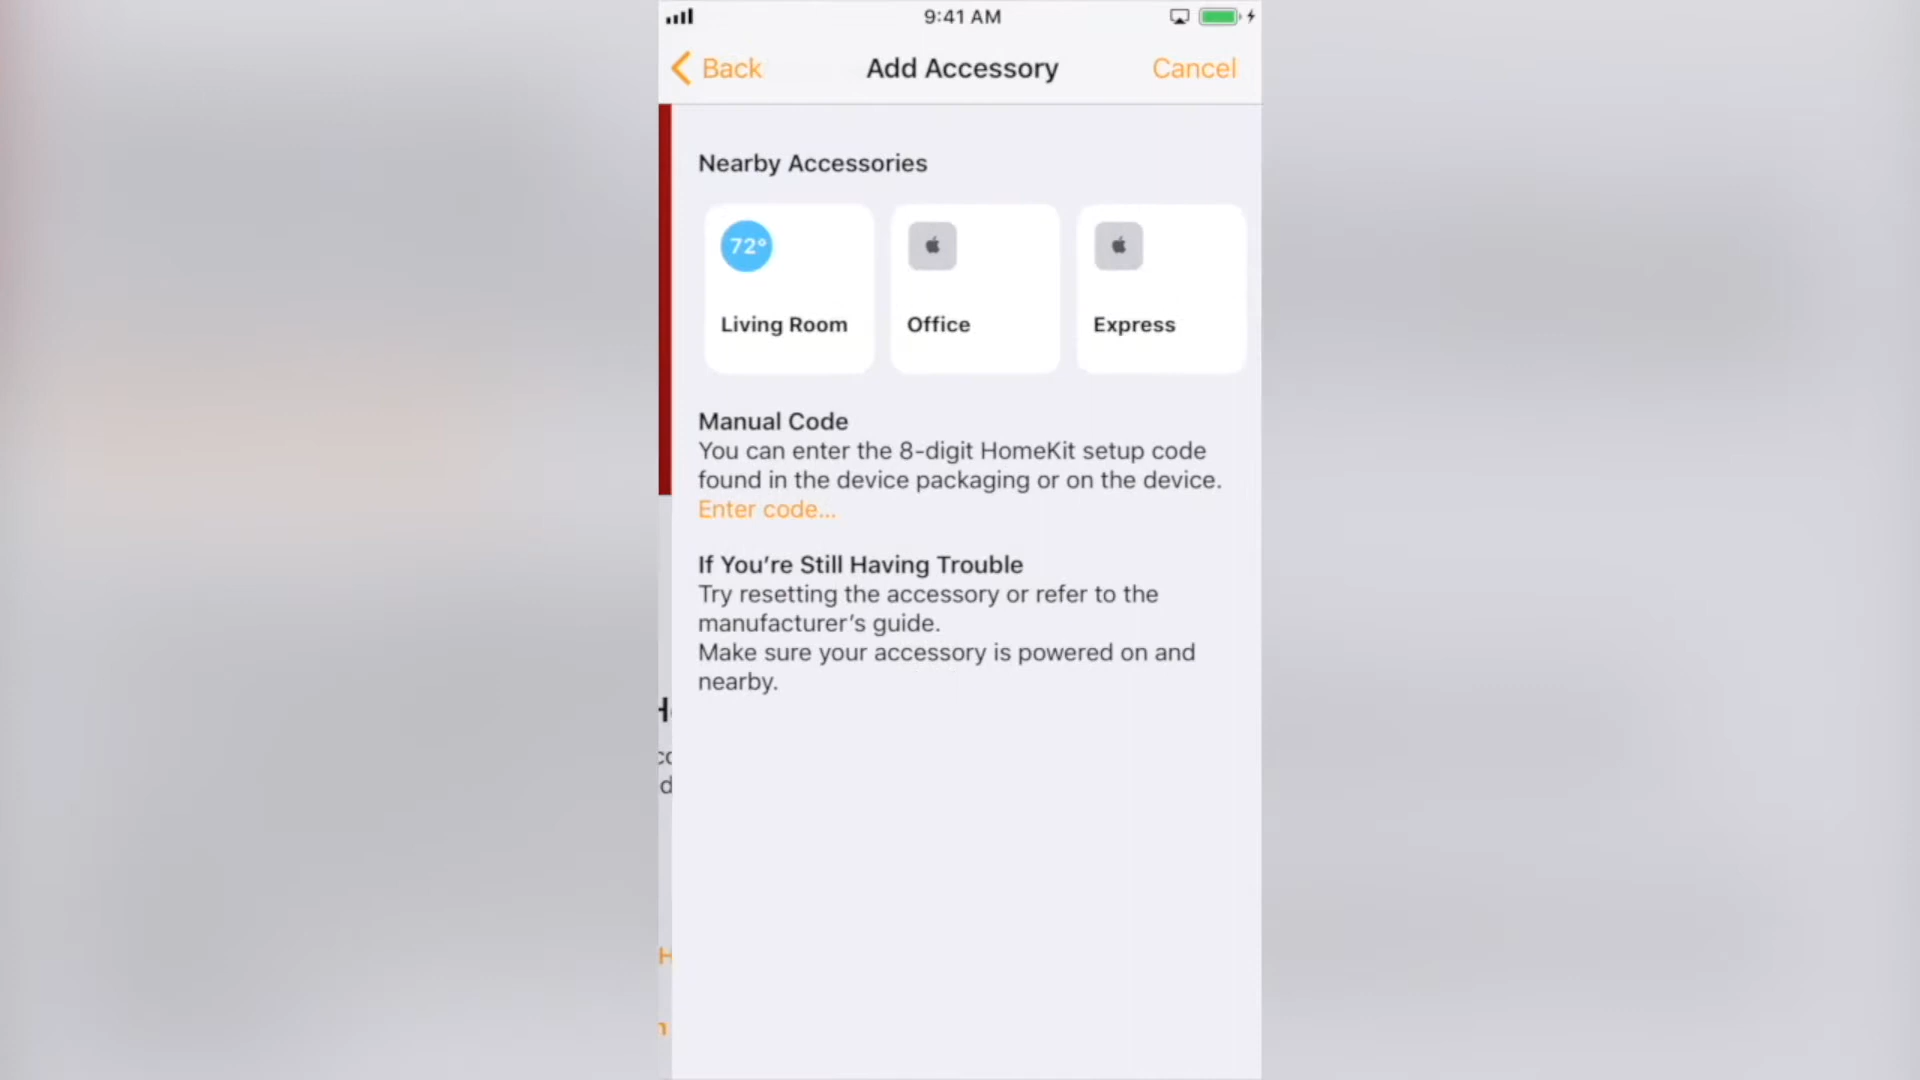 9:41 AM
Back
Add Accessory
Cancel
Nearby Accessories
72°
Living Room
Office
Express
Manual Code
You can enter the 8-digit HomeKit setup code
found in the device packaging or on the device.
Enter code...
If You’re Still Having Trouble
Try resetting the accessory or refer to the
manufacturer’s guide.
Make sure your accessory is powered on and
nearby.